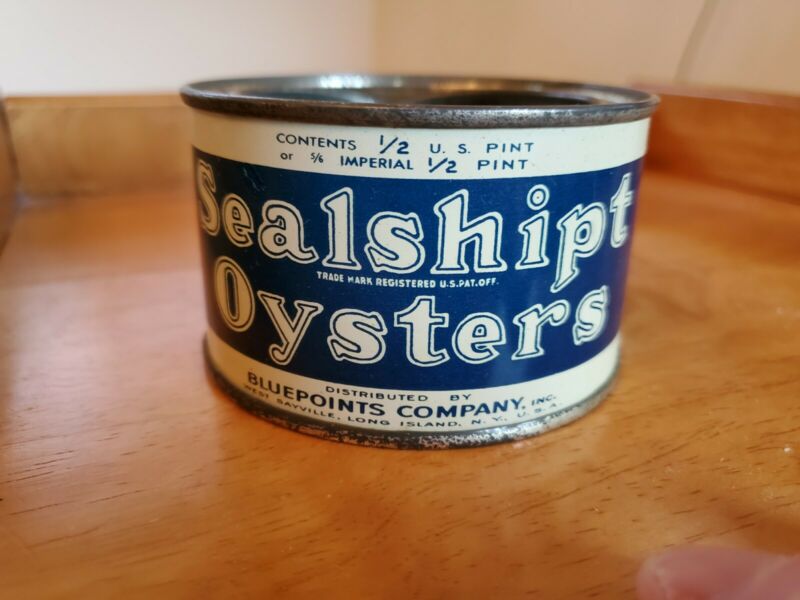 CONTENTS 1/2 U. S. PINT
or 5/6 IMPERIAL 1/2 PINT
Sealshipt
TRADE MARK REGISTERED U.S. PAT. OFF.
Oysters
DISTRIBUTED BY
BLUEPOINTS COMPANY, INC.
WEST SAYVILLE, LONG ISLAND, N. Y., U. S. A.